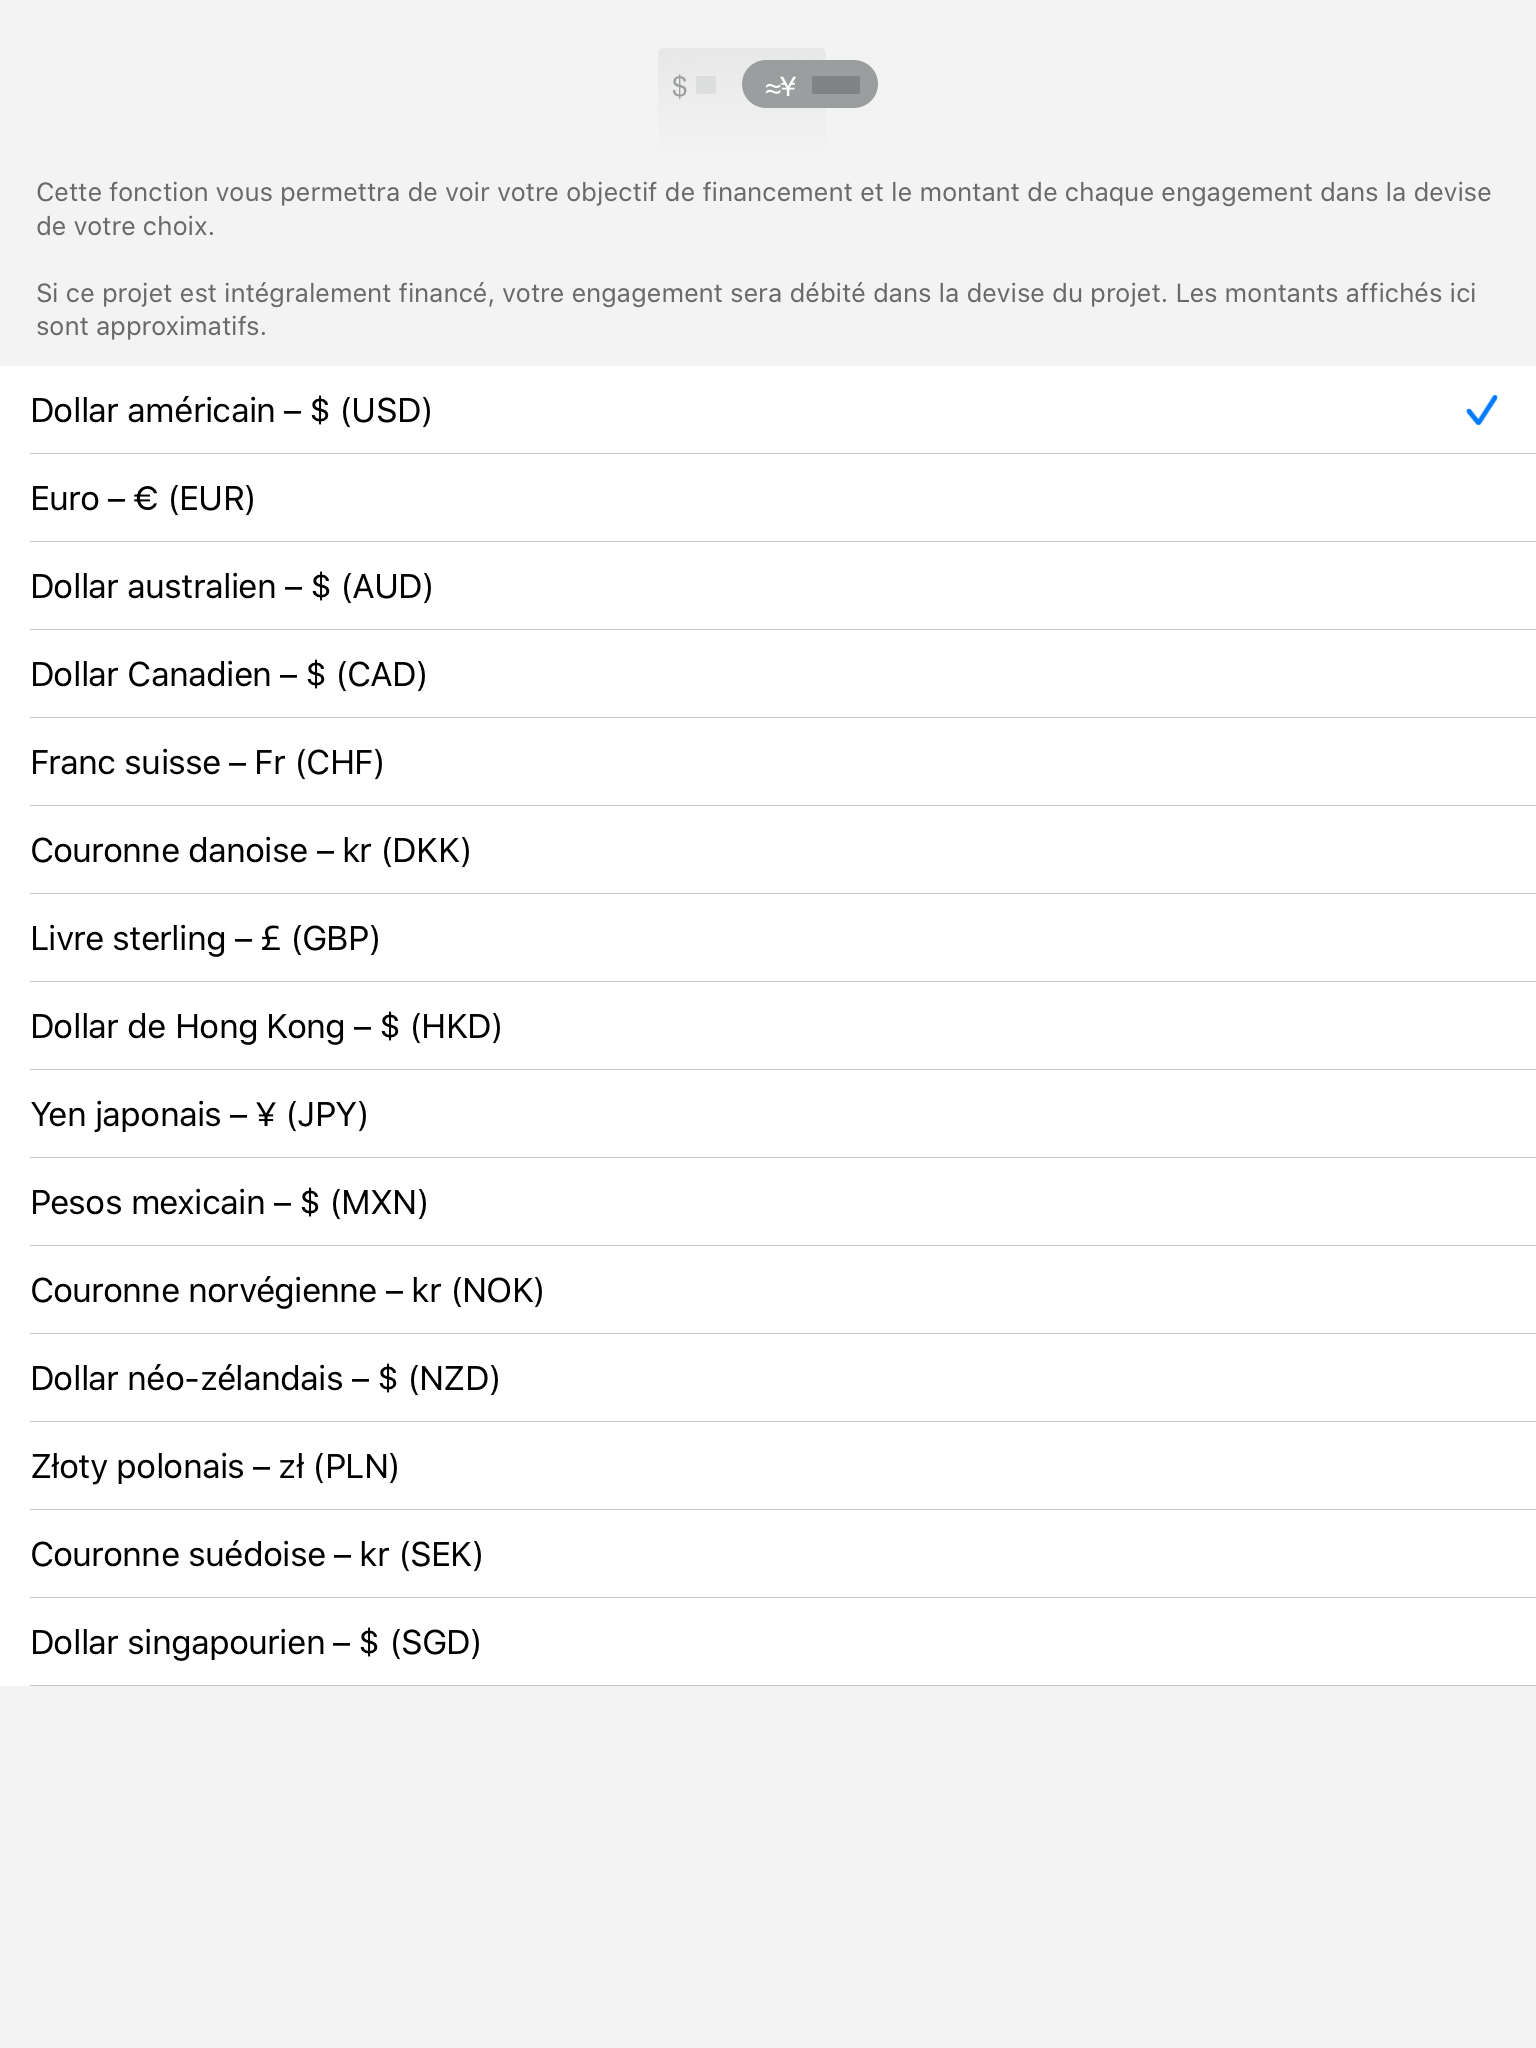 $ ≈¥
Cette fonction vous permettra de voir votre objectif de financement et le montant de chaque engagement dans la devise
de votre choix.
Si ce projet est intégralement financé, votre engagement sera débité dans la devise du projet. Les montants affichés ici
sont approximatifs.
Dollar américain – $ (USD)
Euro – € (EUR)
Dollar australien – $ (AUD)
Dollar Canadien – $ (CAD)
Franc suisse – Fr (CHF)
Couronne danoise – kr (DKK)
Livre sterling – £ (GBP)
Dollar de Hong Kong – $ (HKD)
Yen japonais – ¥ (JPY)
Pesos mexicain – $ (MXN)
Couronne norvégienne – kr (NOK)
Dollar néo-zélandais – $ (NZD)
Złoty polonais – zł (PLN)
Couronne suédoise – kr (SEK)
Dollar singapourien – $ (SGD)